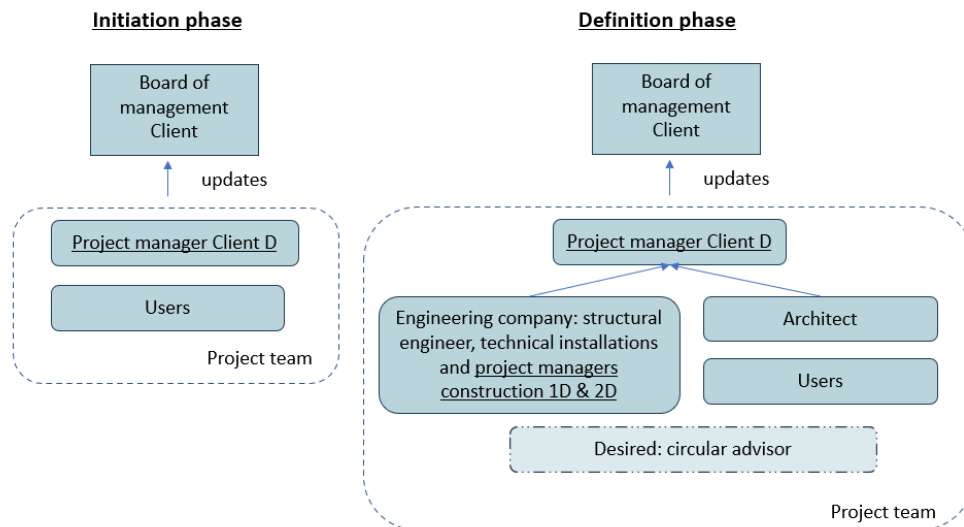 Initiation phase
Board of
management
Client
updates
Project manager Client D
Users
Project team
Definition phase
Board of
management
Client
updates
Project manager Client D
Engineering company: structural
engineer, technical installations
and project managers
construction 1D & 2D
Architect
Users
Desired: circular advisor
Project team